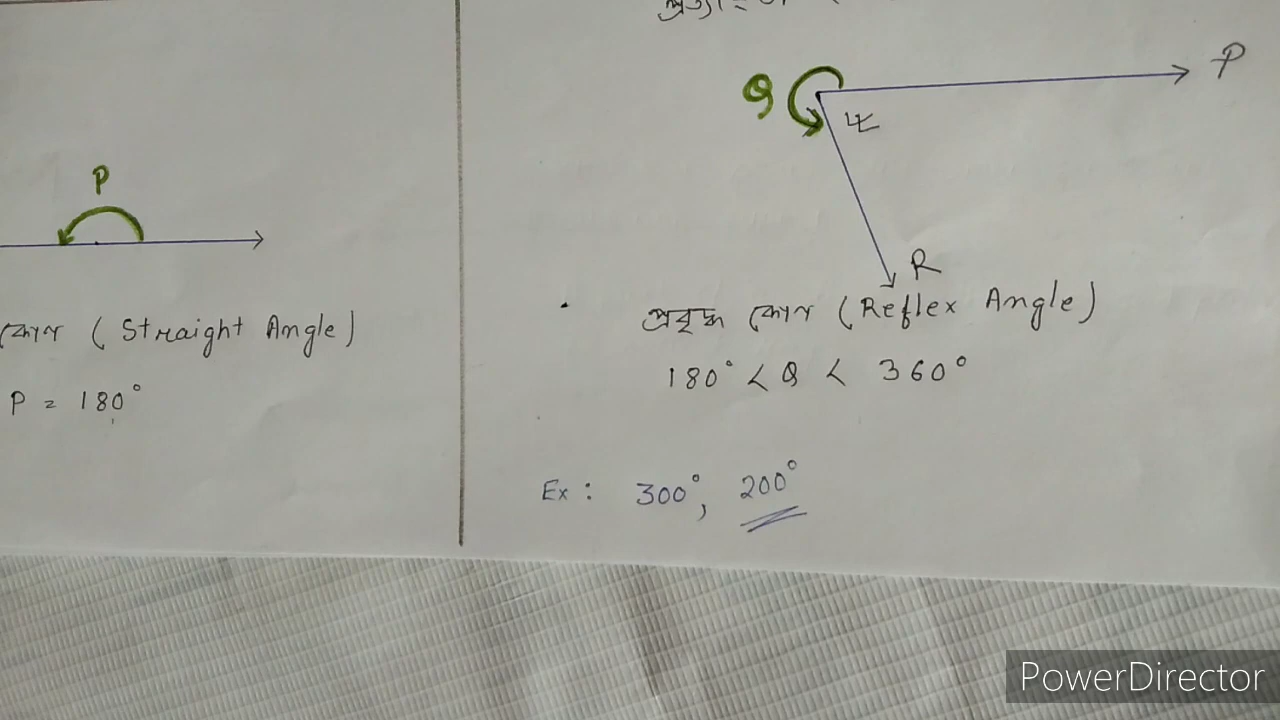 P
কোণ ( Straight Angle )
P = 180°
Q
P
R
প্রবৃদ্ধ কোণ ( Reflex Angle )
180° < Q < 360°
Ex : 300°, 200°
PowerDirector